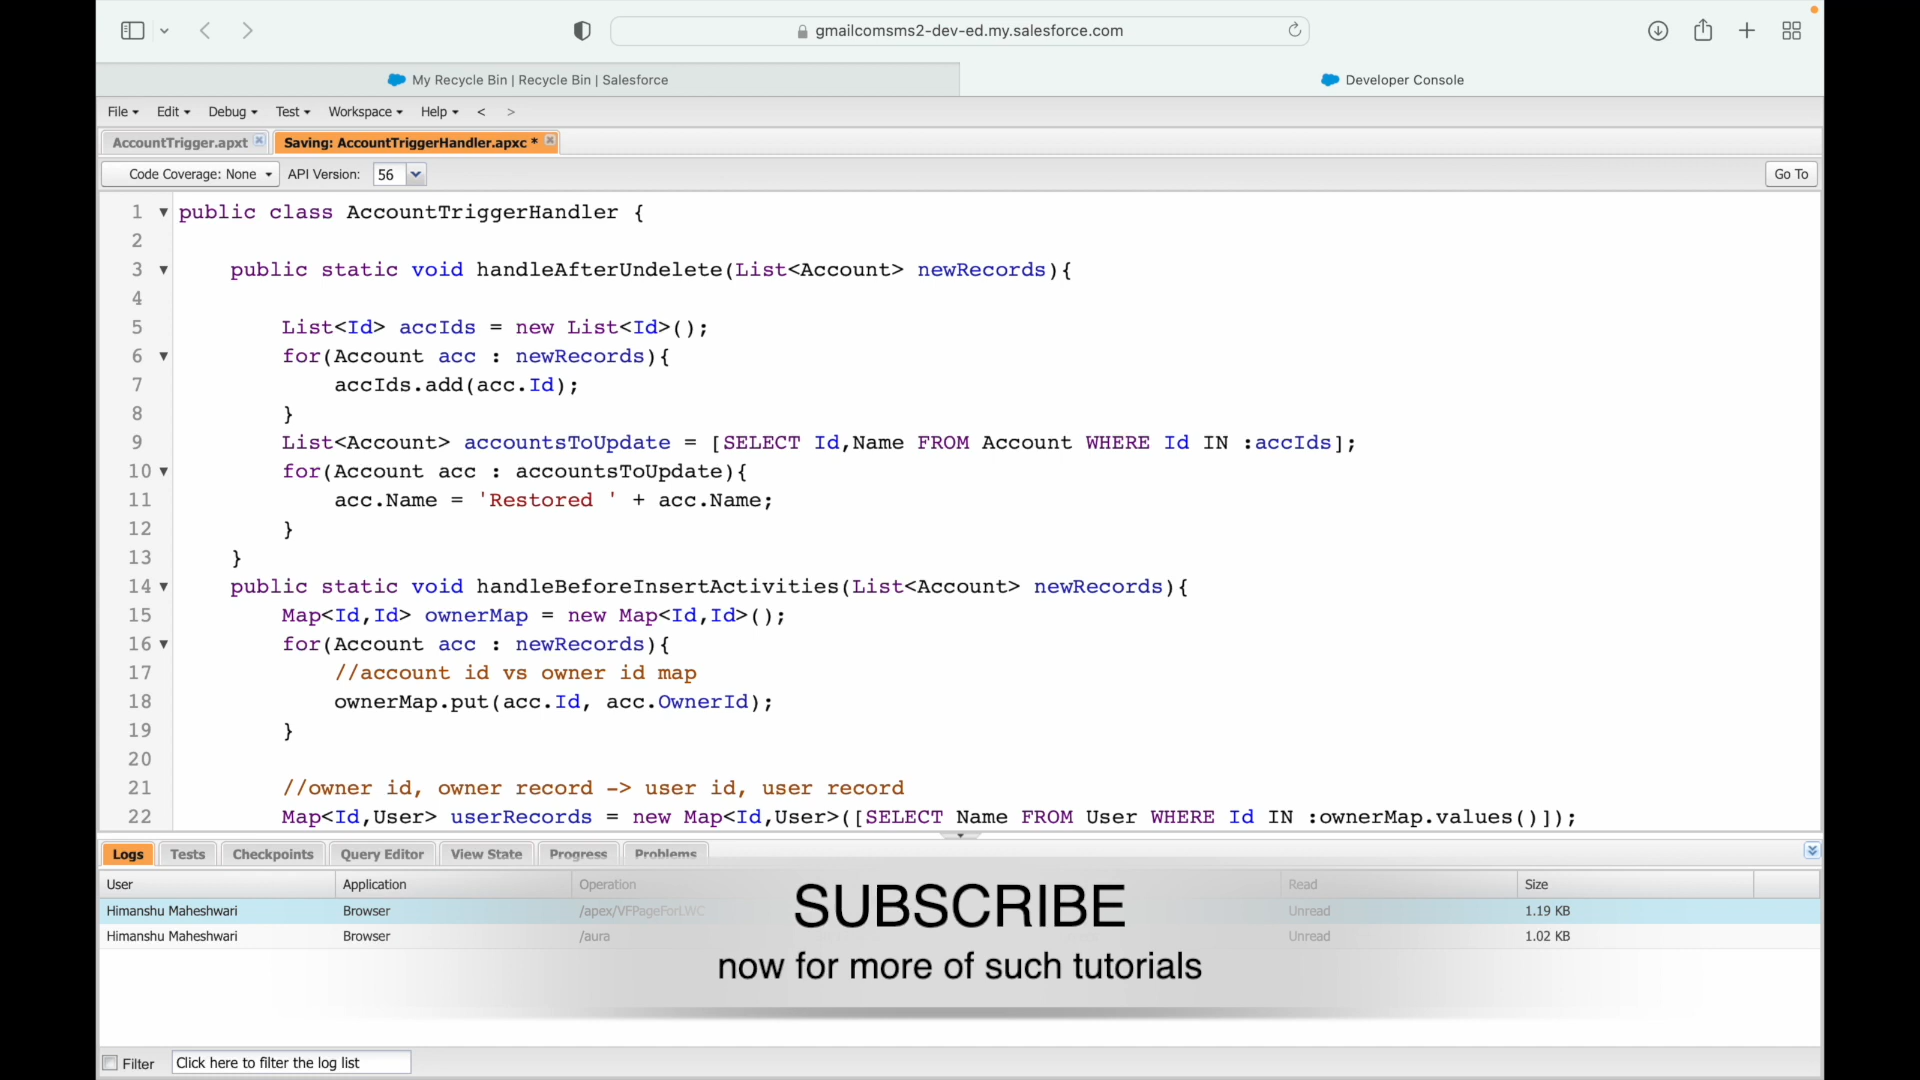 gmailcomsms2-dev-ed.my.salesforce.com
My Recycle Bin | Recycle Bin | Salesforce
Developer Console
File Edit Debug Test Workspace Help < >
AccountTrigger.apxt
Saving: AccountTriggerHandler.apxc *
Code Coverage: None API Version: 56 Go To
1 public class AccountTriggerHandler {
2
3 public static void handleAfterUndelete(List<Account> newRecords){
4
5 List<Id> accIds = new List<Id>();
6 for(Account acc : newRecords){
7 accIds.add(acc.Id);
8 }
9 List<Account> accountsToUpdate = [SELECT Id,Name FROM Account WHERE Id IN :accIds];
10 for(Account acc : accountsToUpdate){
11 acc.Name = 'Restored ' + acc.Name;
12 }
13 }
14 public static void handleBeforeInsertActivities(List<Account> newRecords){
15 Map<Id,Id> ownerMap = new Map<Id,Id>();
16 for(Account acc : newRecords){
17 //account id vs owner id map
18 ownerMap.put(acc.Id, acc.OwnerId);
19 }
20
21 //owner id, owner record -> user id, user record
22 Map<Id,User> userRecords = new Map<Id,User>([SELECT Name FROM User WHERE Id IN :ownerMap.values()]);
Logs Tests Checkpoints Query Editor View State Progress Problems
User Application Operation Read Size
Himanshu Maheshwari Browser /apex/VFPageForLWC Unread 1.19 KB
Himanshu Maheshwari Browser /aura Unread 1.02 KB
SUBSCRIBE
now for more of such tutorials
Filter Click here to filter the log list